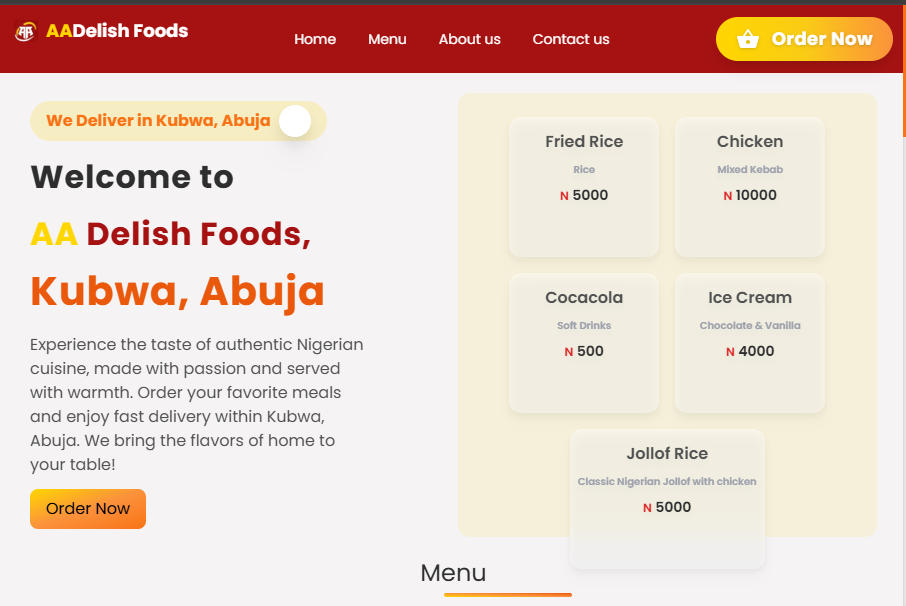 AADelish Foods
Home
Menu
About us
Contact us
Order Now
We Deliver in Kubwa, Abuja
Welcome to
AA Delish Foods,
Kubwa, Abuja
Experience the taste of authentic Nigerian
cuisine, made with passion and served
with warmth. Order your favorite meals
and enjoy fast delivery within Kubwa,
Abuja. We bring the flavors of home to
your table!
Order Now
Fried Rice
Rice
N 5000
Chicken
Mixed Kebab
N 10000
Cocacola
Soft Drinks
N 500
Ice Cream
Chocolate & Vanilla
N 4000
Jollof Rice
Classic Nigerian Jollof with chicken
N 5000
Menu